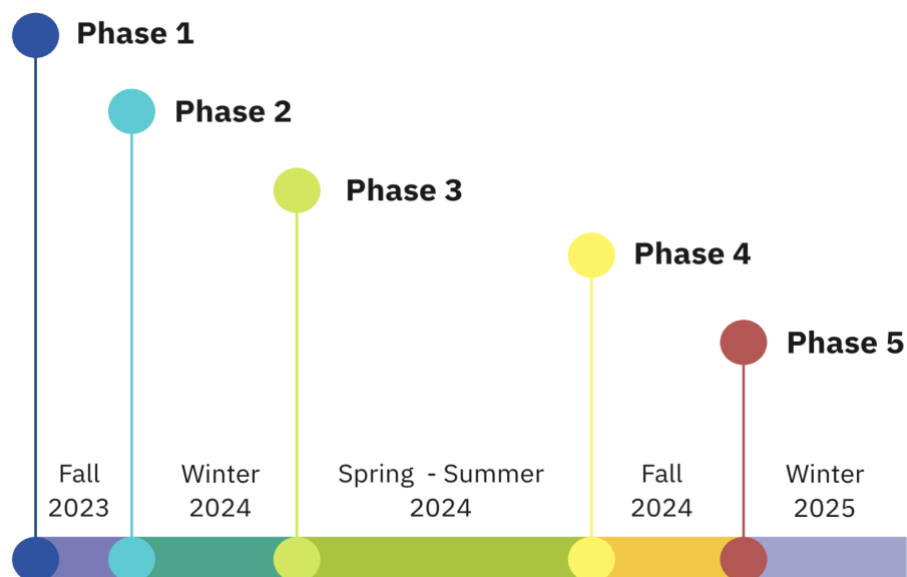 Phase 1
Phase 2
Phase 3
Phase 4
Phase 5
Fall
2023
Winter
2024
Spring - Summer
2024
Fall
2024
Winter
2025